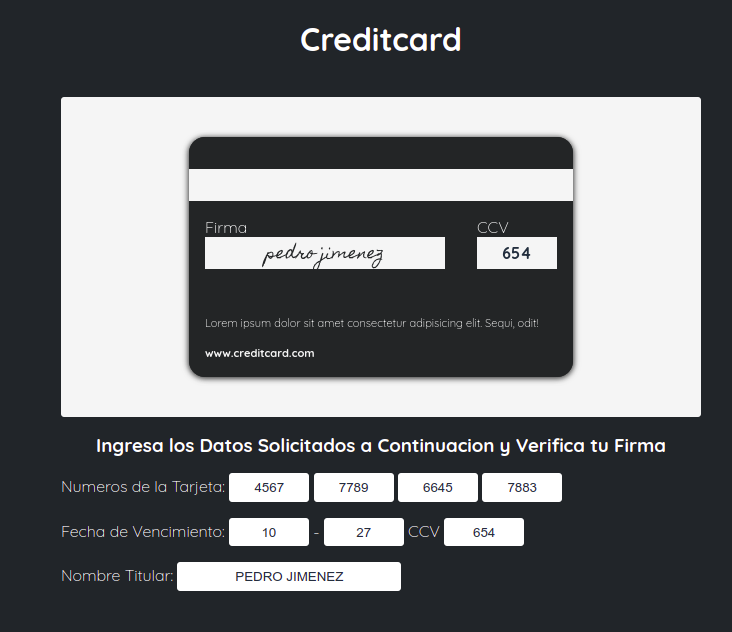 Creditcard
Firma CCV
pedro jimenez 654
Lorem ipsum dolor sit amet consectetur adipisicing elit. Sequi, odit!
www.creditcard.com
Ingresa los Datos Solicitados a Continuacion y Verifica tu Firma
Numeros de la Tarjeta: 4567 7789 6645 7883
Fecha de Vencimiento: 10 - 27 CCV 654
Nombre Titular: PEDRO JIMENEZ